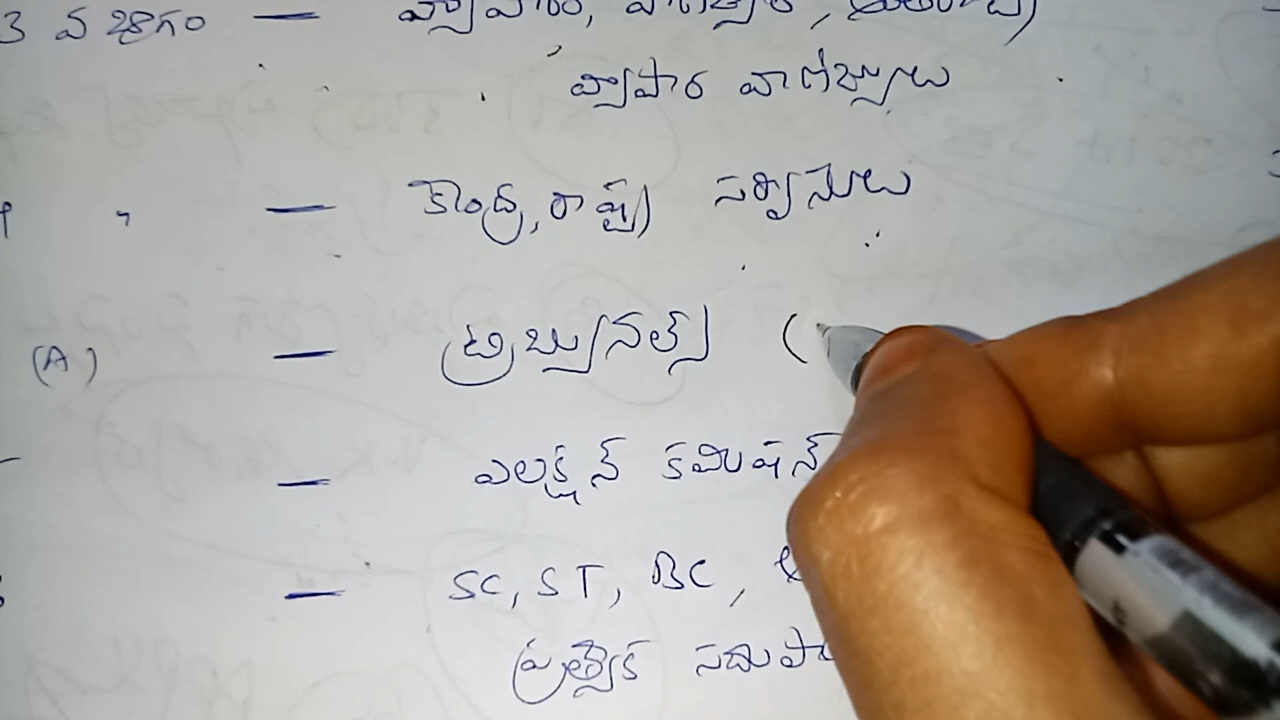 3 వ భాగం — వ్యాపారం, వాణిజ్యం,
వ్యాపార వాణిజ్యాలు
" — కేంద్ర, రాష్ట్ర సర్వీసులు
(A) — ట్రిబ్యునల్స్ (
— ఎలక్షన్ కమిషన్
— SC, ST, BC,
ప్రత్యేక సదుపా